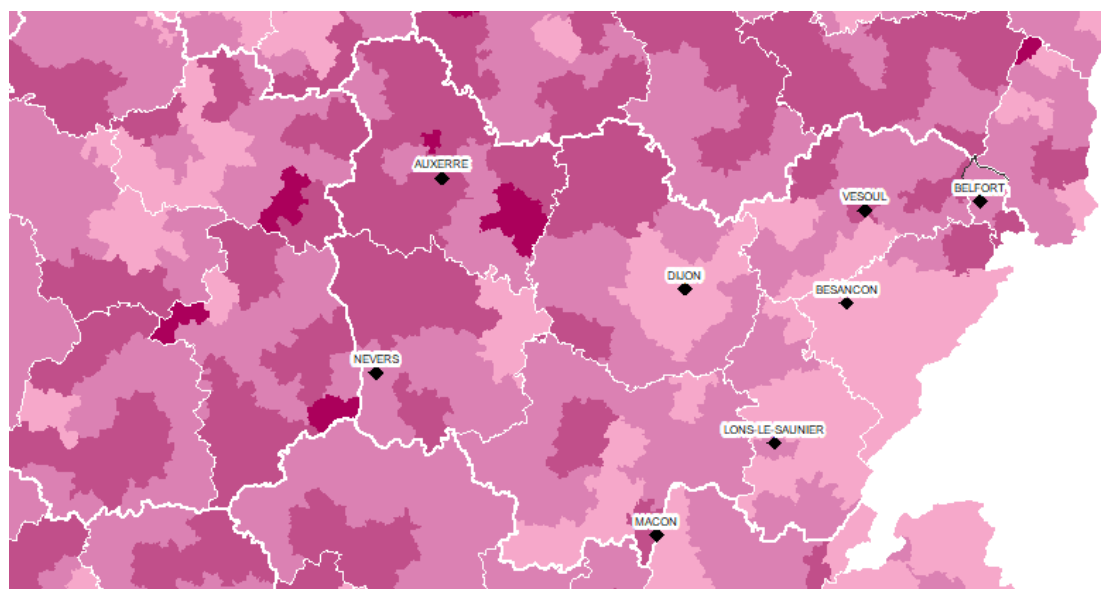 AUXERRE
BELFORT
VESOUL
DIJON
BESANCON
NEVERS
LONS-LE-SAUNIER
MACON